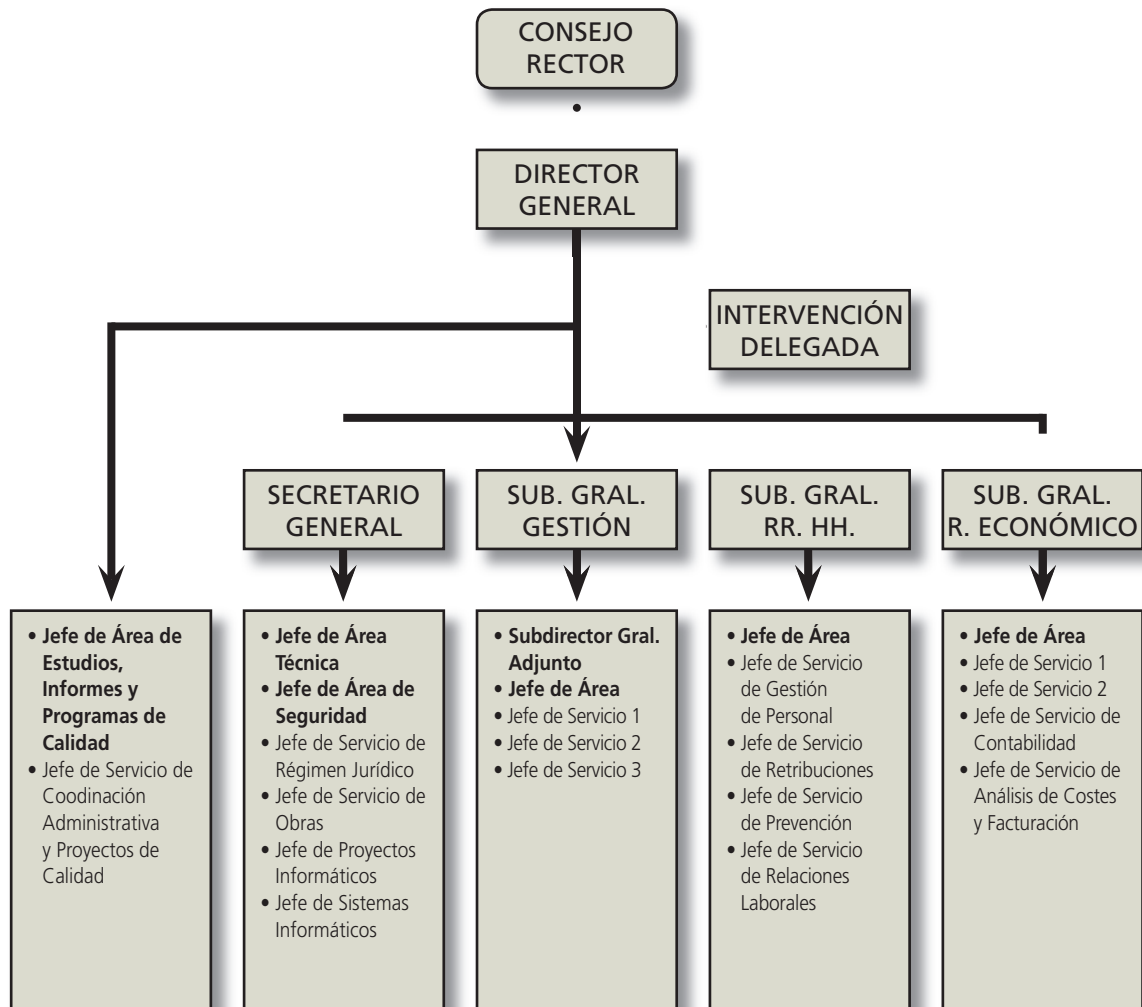 CONSEJO
RECTOR
DIRECTOR
GENERAL
INTERVENCIÓN
DELEGADA
SECRETARIO
GENERAL
SUB. GRAL.
GESTIÓN
SUB. GRAL.
RR. HH.
SUB. GRAL.
R. ECONÓMICO
• Jefe de Área de
Estudios,
Informes y
Programas de
Calidad
• Jefe de Servicio de
Coodinación
Administrativa
y Proyectos de
Calidad
• Jefe de Área
Técnica
• Jefe de Área de
Seguridad
• Jefe de Servicio de
Régimen Jurídico
• Jefe de Servicio de
Obras
• Jefe de Proyectos
Informáticos
• Jefe de Sistemas
Informáticos
• Subdirector Gral.
Adjunto
• Jefe de Área
• Jefe de Servicio 1
• Jefe de Servicio 2
• Jefe de Servicio 3
• Jefe de Área
• Jefe de Servicio
de Gestión
de Personal
• Jefe de Servicio
de Retribuciones
• Jefe de Servicio
de Prevención
• Jefe de Servicio
de Relaciones
Laborales
• Jefe de Área
• Jefe de Servicio 1
• Jefe de Servicio 2
• Jefe de Servicio de
Contabilidad
• Jefe de Servicio de
Análisis de Costes
y Facturación